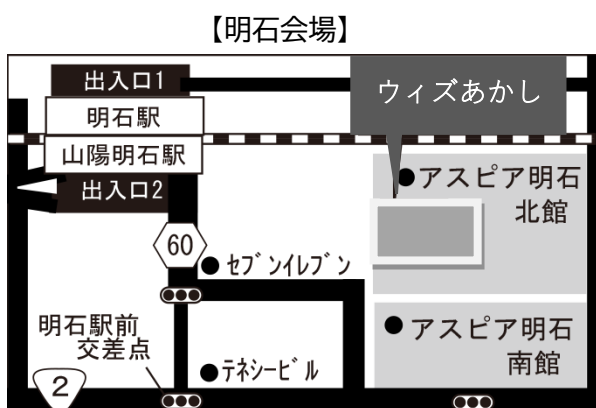 【明石会場】
出入口1
ウィズあかし
明石駅
山陽明石駅
出入口2
●アスピア明石
北館
60
●セブンイレブン
明石駅前
交差点
●アスピア明石
南館
●テネシービル
2